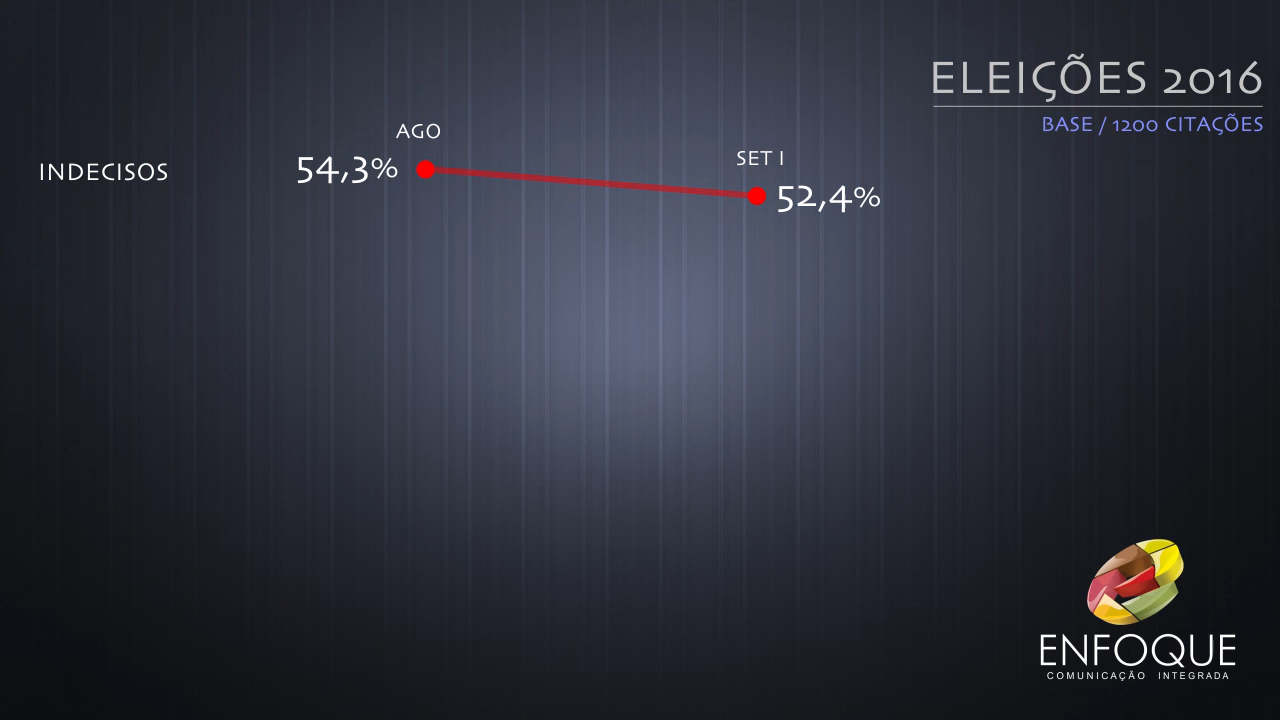 ELEIÇÕES 2016
BASE / 1200 CITAÇÕES
AGO
SET I
INDECISOS
54,3%
52,4%
ENFOQUE
COMUNICAÇÃO INTEGRADA